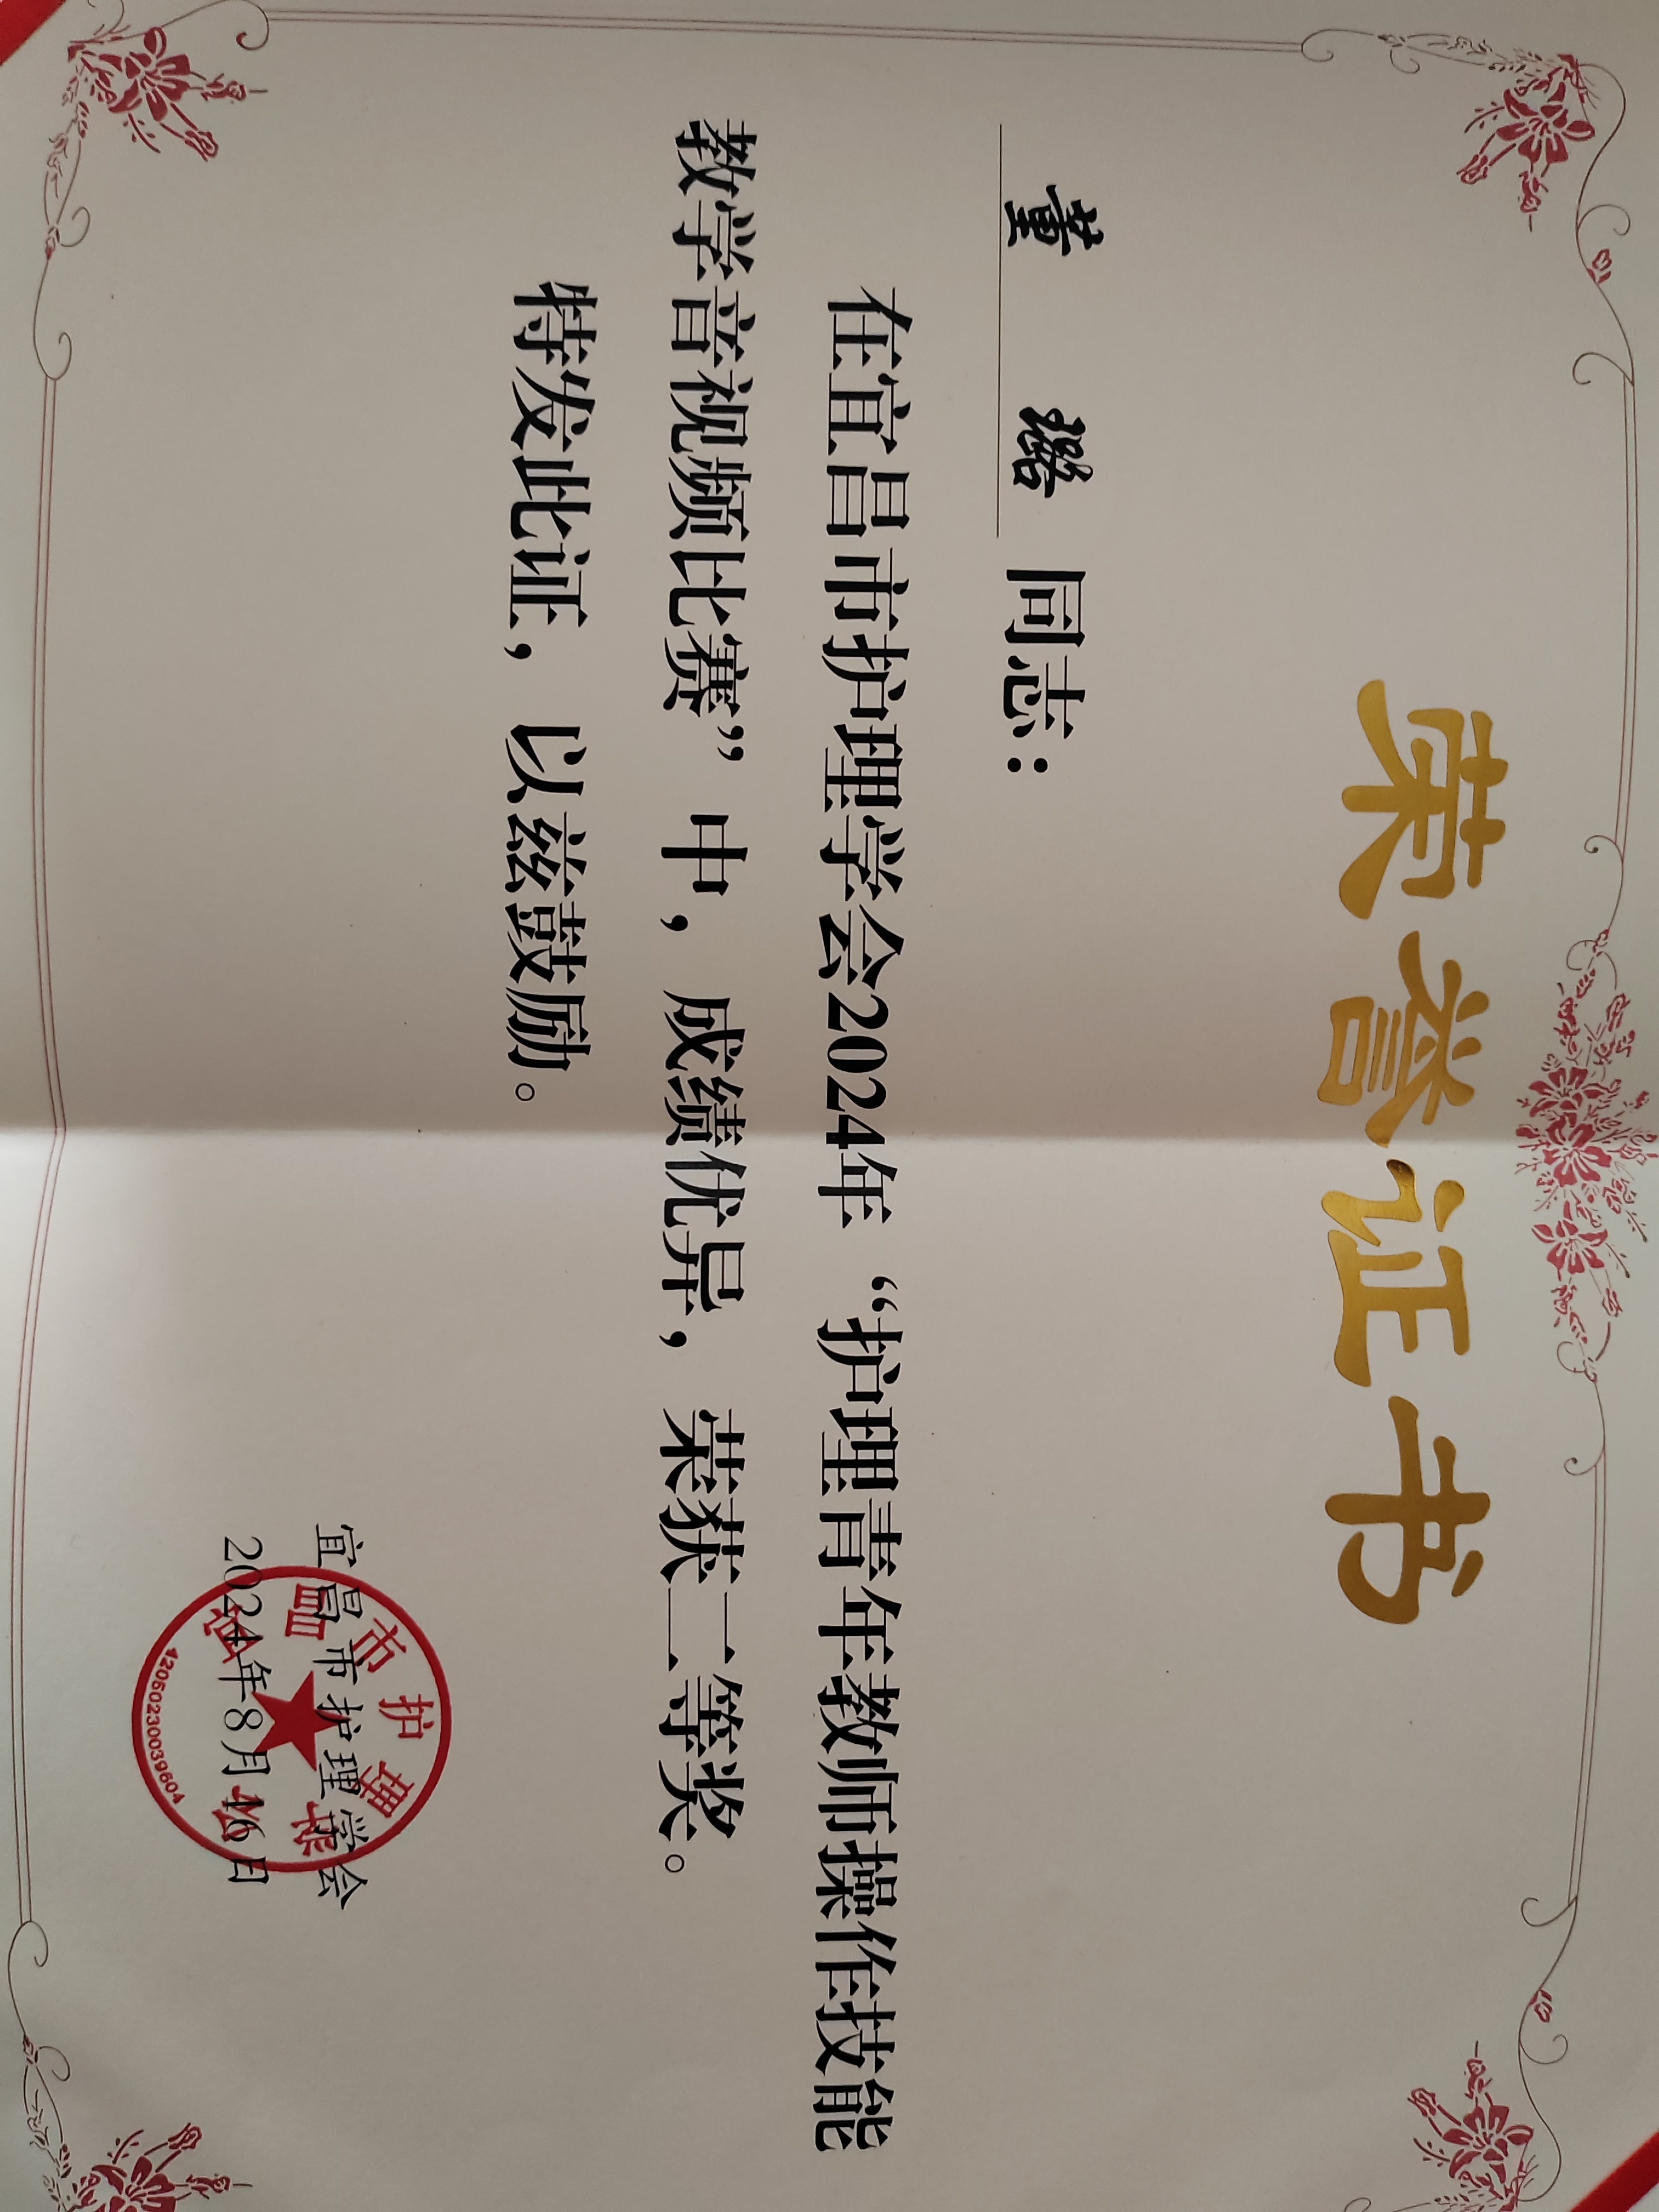 荣誉证书
董 璐 同志：
在宜昌市护理学会2024年“护理青年教师操作技能
教学音视频比赛”中，成绩优异，荣获二等奖。
特发此证，以兹鼓励。
宜昌市护理学会
2024年8月16日
宜昌市护理学会
42050230039604